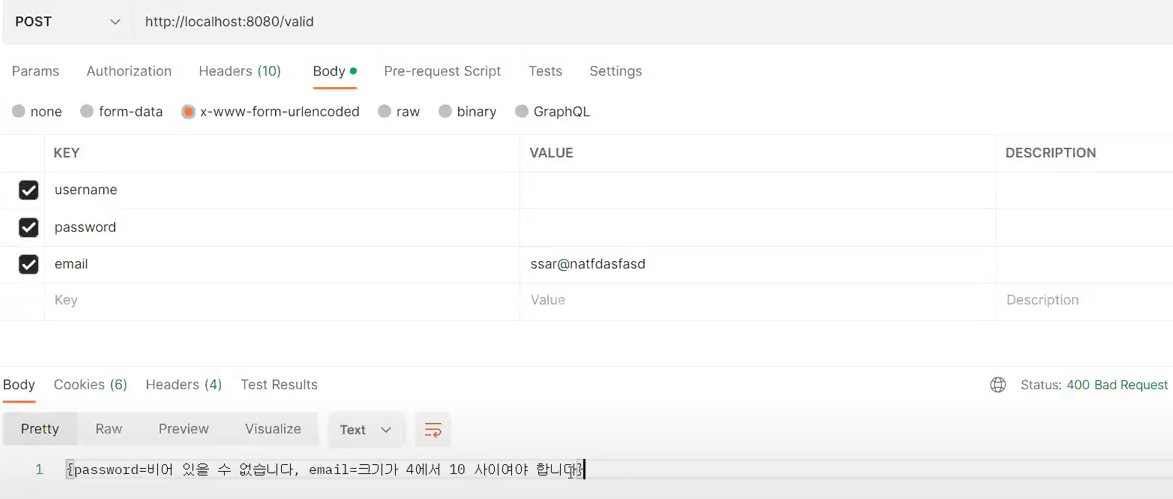 POST http://localhost:8080/valid
Params Authorization Headers (10) Body Pre-request Script Tests Settings
none form-data x-www-form-urlencoded raw binary GraphQL
KEY VALUE DESCRIPTION
username
password
email ssar@natfdasfasd
Key Value Description
Body Cookies (6) Headers (4) Test Results Status: 400 Bad Request
Pretty Raw Preview Visualize Text
1 {password=비어 있을 수 없습니다, email=크기가 4에서 10 사이여야 합니다}